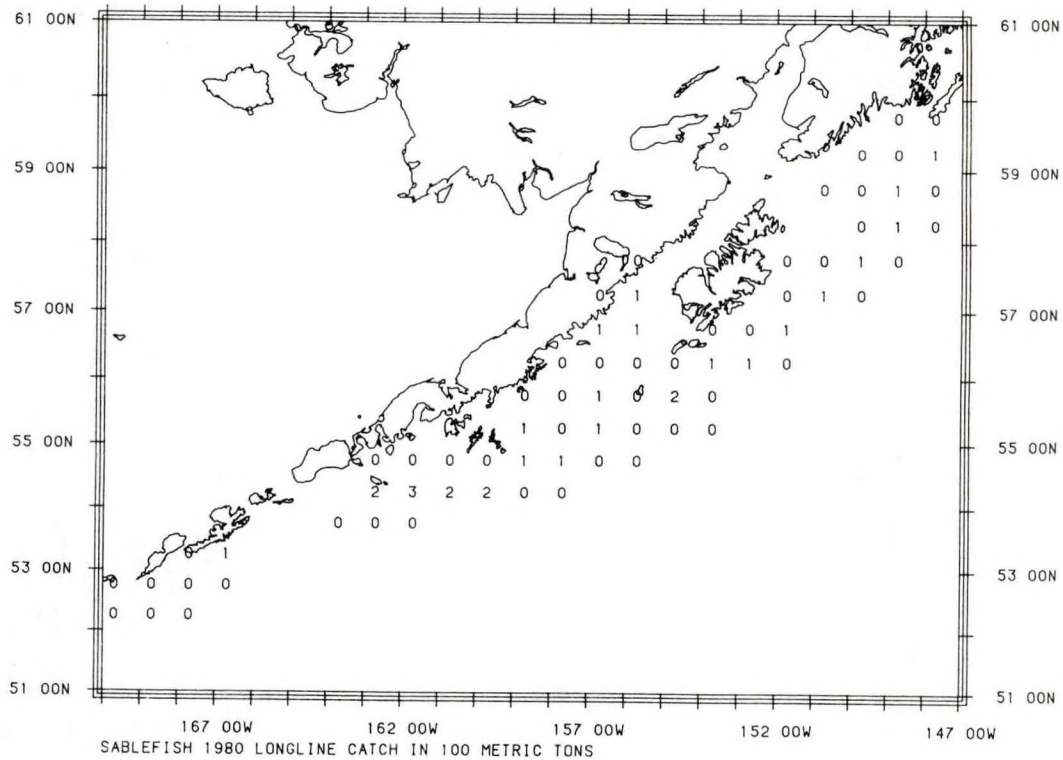 61 00N 61 00N
0 0
59 00N 0 0 1 59 00N
0 0 1 0
0 1 0
0 0 0 0 1 0
57 00N 0 1 0 1 0 57 00N
1 1 0 0 0 1
0 0 0 0 1 1 0
0 0 1 0 2 0
55 00N 1 0 1 0 0 0 55 00N
0 0 0 0 1 1 0 0
2 3 2 2 0 0
0 0 0
53 00N 0 1 53 00N
0 0 0 0
0 0 0
51 00N 51 00N
167 00W 162 00W 157 00W 152 00W 147 00W
SABLEFISH 1980 LONGLINE CATCH IN 100 METRIC TONS